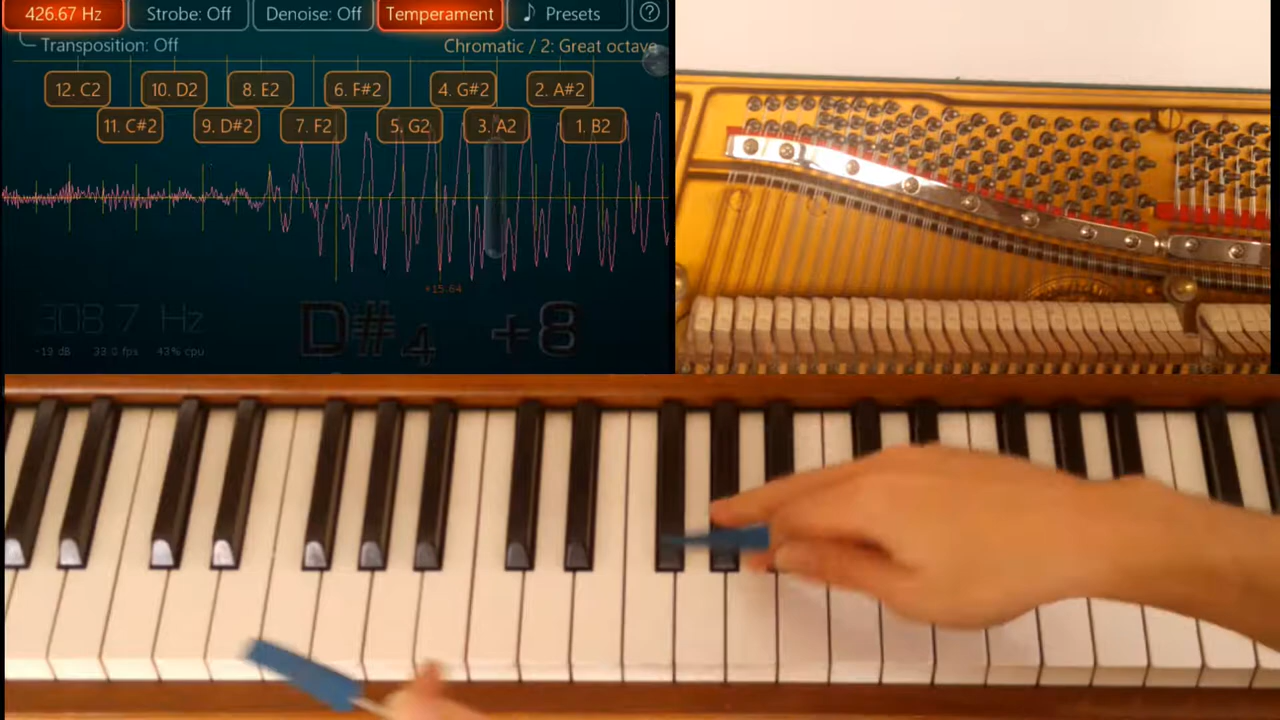 426.67 Hz Strobe: Off Denoise: Off Temperament ♪ Presets ?
Transposition: Off Chromatic / 2: Great octave
12. C2 10. D2 8. E2 6. F#2 4. G#2 2. A#2
11. C#2 9. D#2 7. F2 5. G2 3. A2 1. B2
+15.64
308.7 Hz D#4 +8
-13 dB 33.0 fps 43% cpu